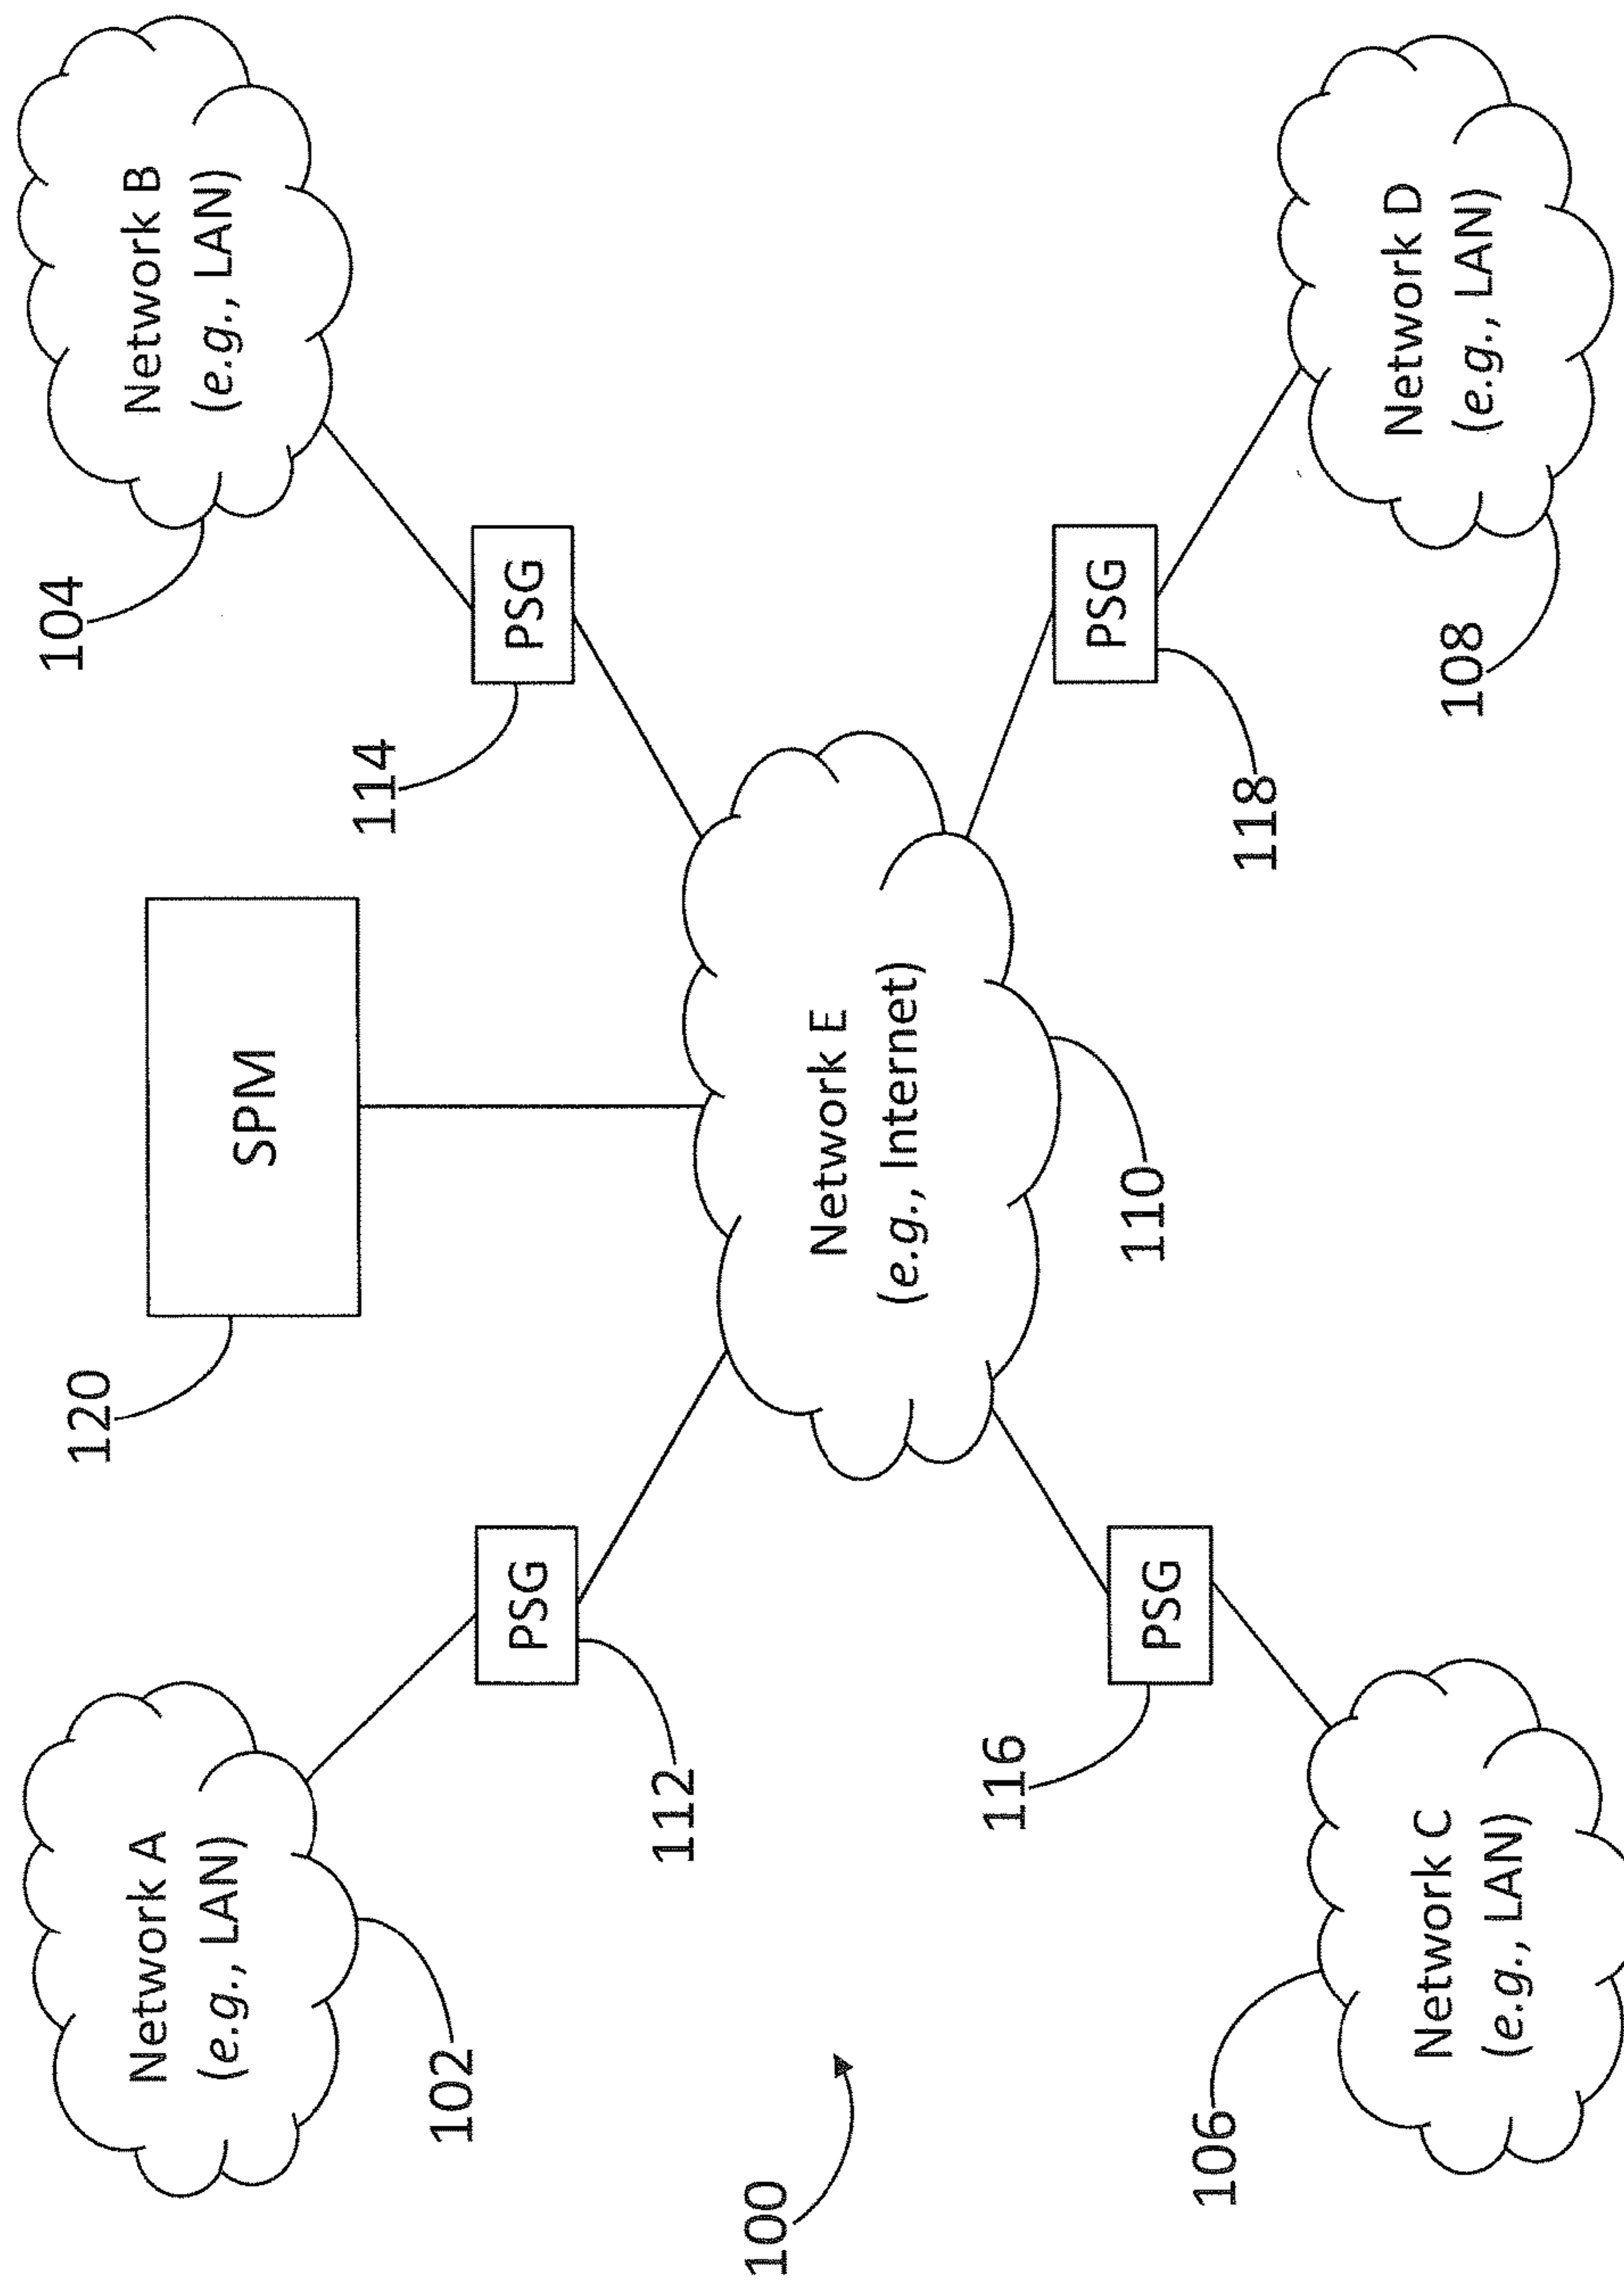 Network A
(e.g., LAN)
102
120
SPM
104
Network B
(e.g., LAN)
PSG
112
114
PSG
100
Network E
(e.g., Internet)
110
116
PSG
118
PSG
106
Network C
(e.g., LAN)
108
Network D
(e.g., LAN)